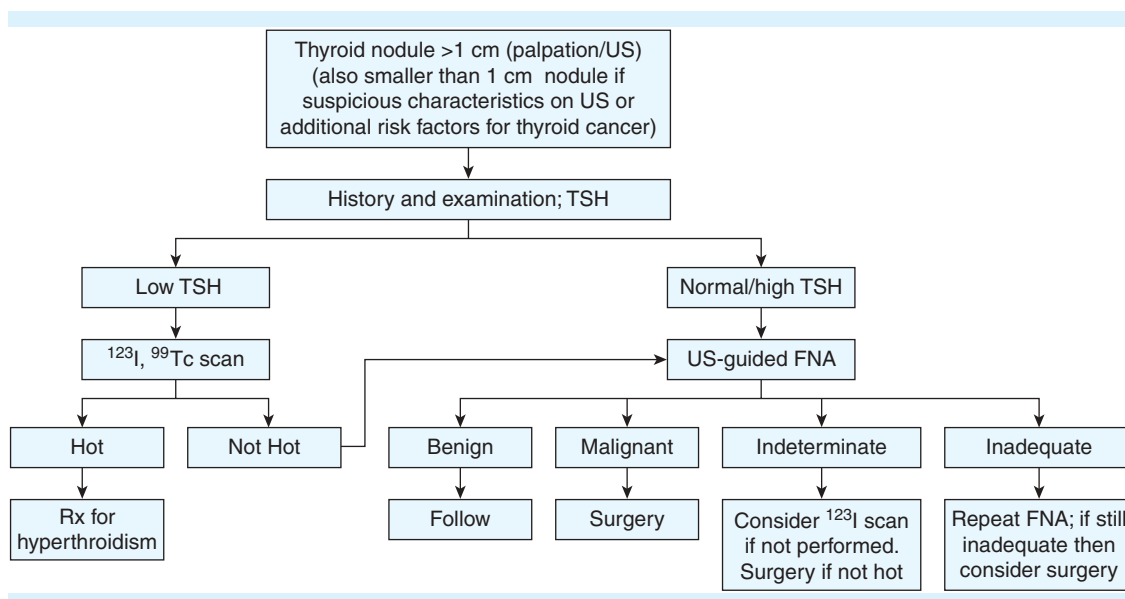 Thyroid nodule >1 cm (palpation/US)
(also smaller than 1 cm nodule if
suspicious characteristics on US or
additional risk factors for thyroid cancer)
History and examination; TSH
Low TSH
Normal/high TSH
¹²³I, ⁹⁹Tc scan
US-guided FNA
Hot
Not Hot
Benign
Malignant
Indeterminate
Inadequate
Rx for
hyperthroidism
Follow
Surgery
Consider ¹²³I scan
if not performed.
Surgery if not hot
Repeat FNA; if still
inadequate then
consider surgery